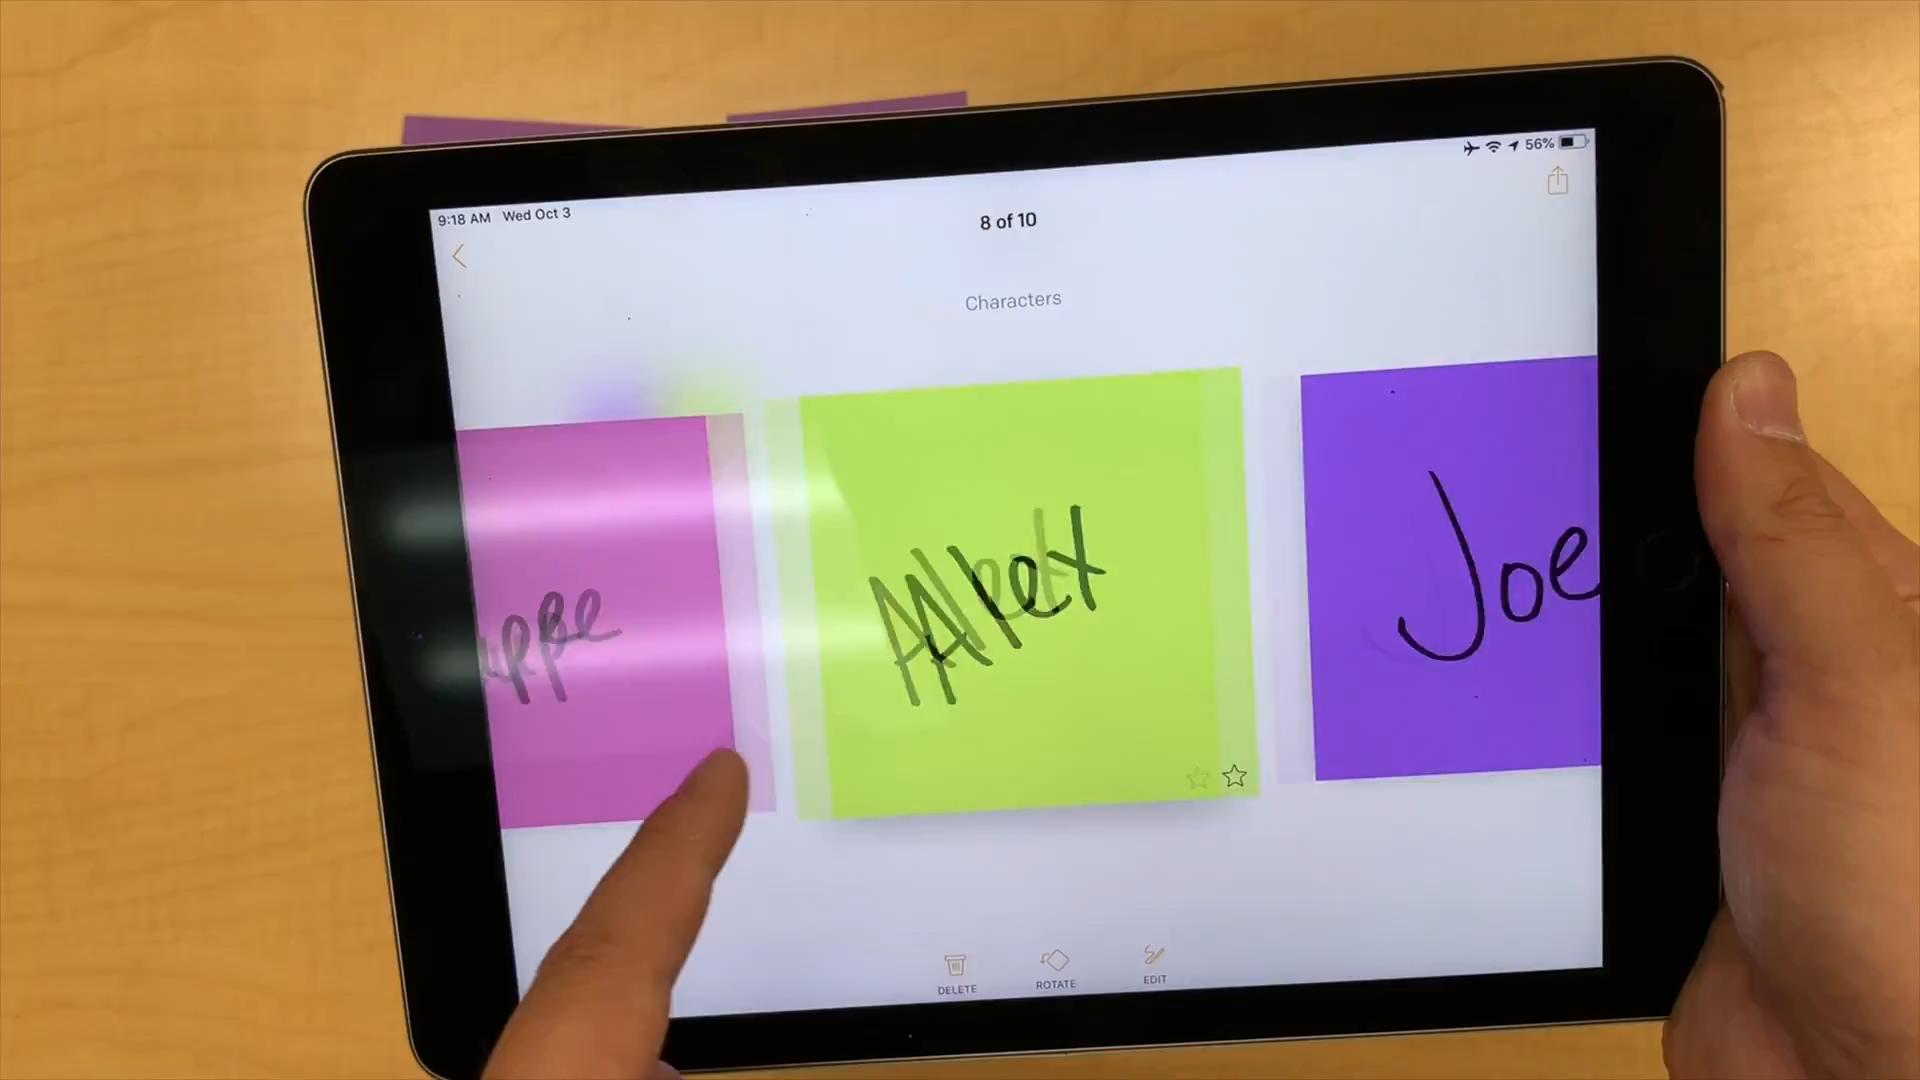 9:18 AM Wed Oct 3
56%
8 of 10
Characters
Alex
Joe
DELETE
ROTATE
EDIT